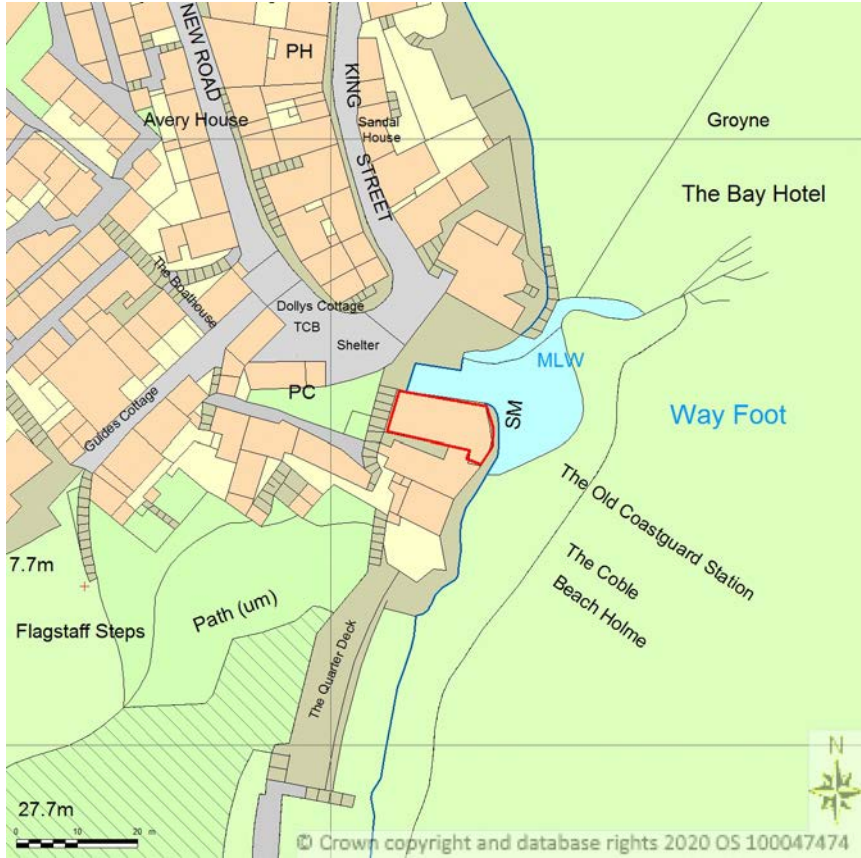 NEW ROAD
PH
KING STREET
Avery House
Sandal
House
Groyne
The Bay Hotel
The Boathouse
Dollys Cottage
TCB
Shelter
MLW
PC
SM
Way Foot
Guides Cottage
The Old Coastguard Station
The Coble
Beach Holme
7.7m
Path (um)
Flagstaff Steps
The Quarter Deck
N
27.7m
0 10 20 m
© Crown copyright and database rights 2020 OS 100047474